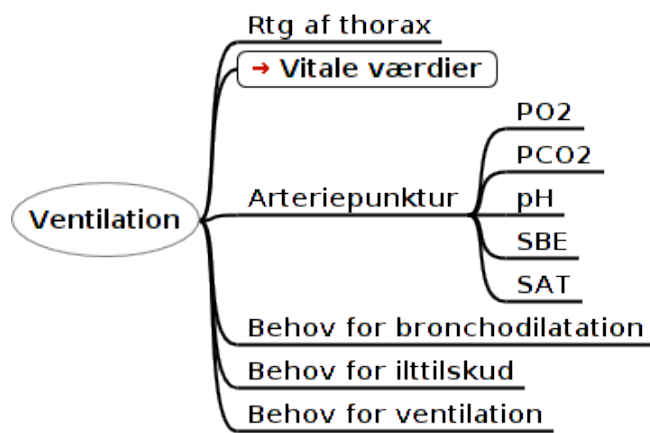 Rtg af thorax
➔ Vitale værdier
PO2
PCO2
Arteriepunktur
pH
Ventilation
SBE
SAT
Behov for bronchodilatation
Behov for ilttilskud
Behov for ventilation